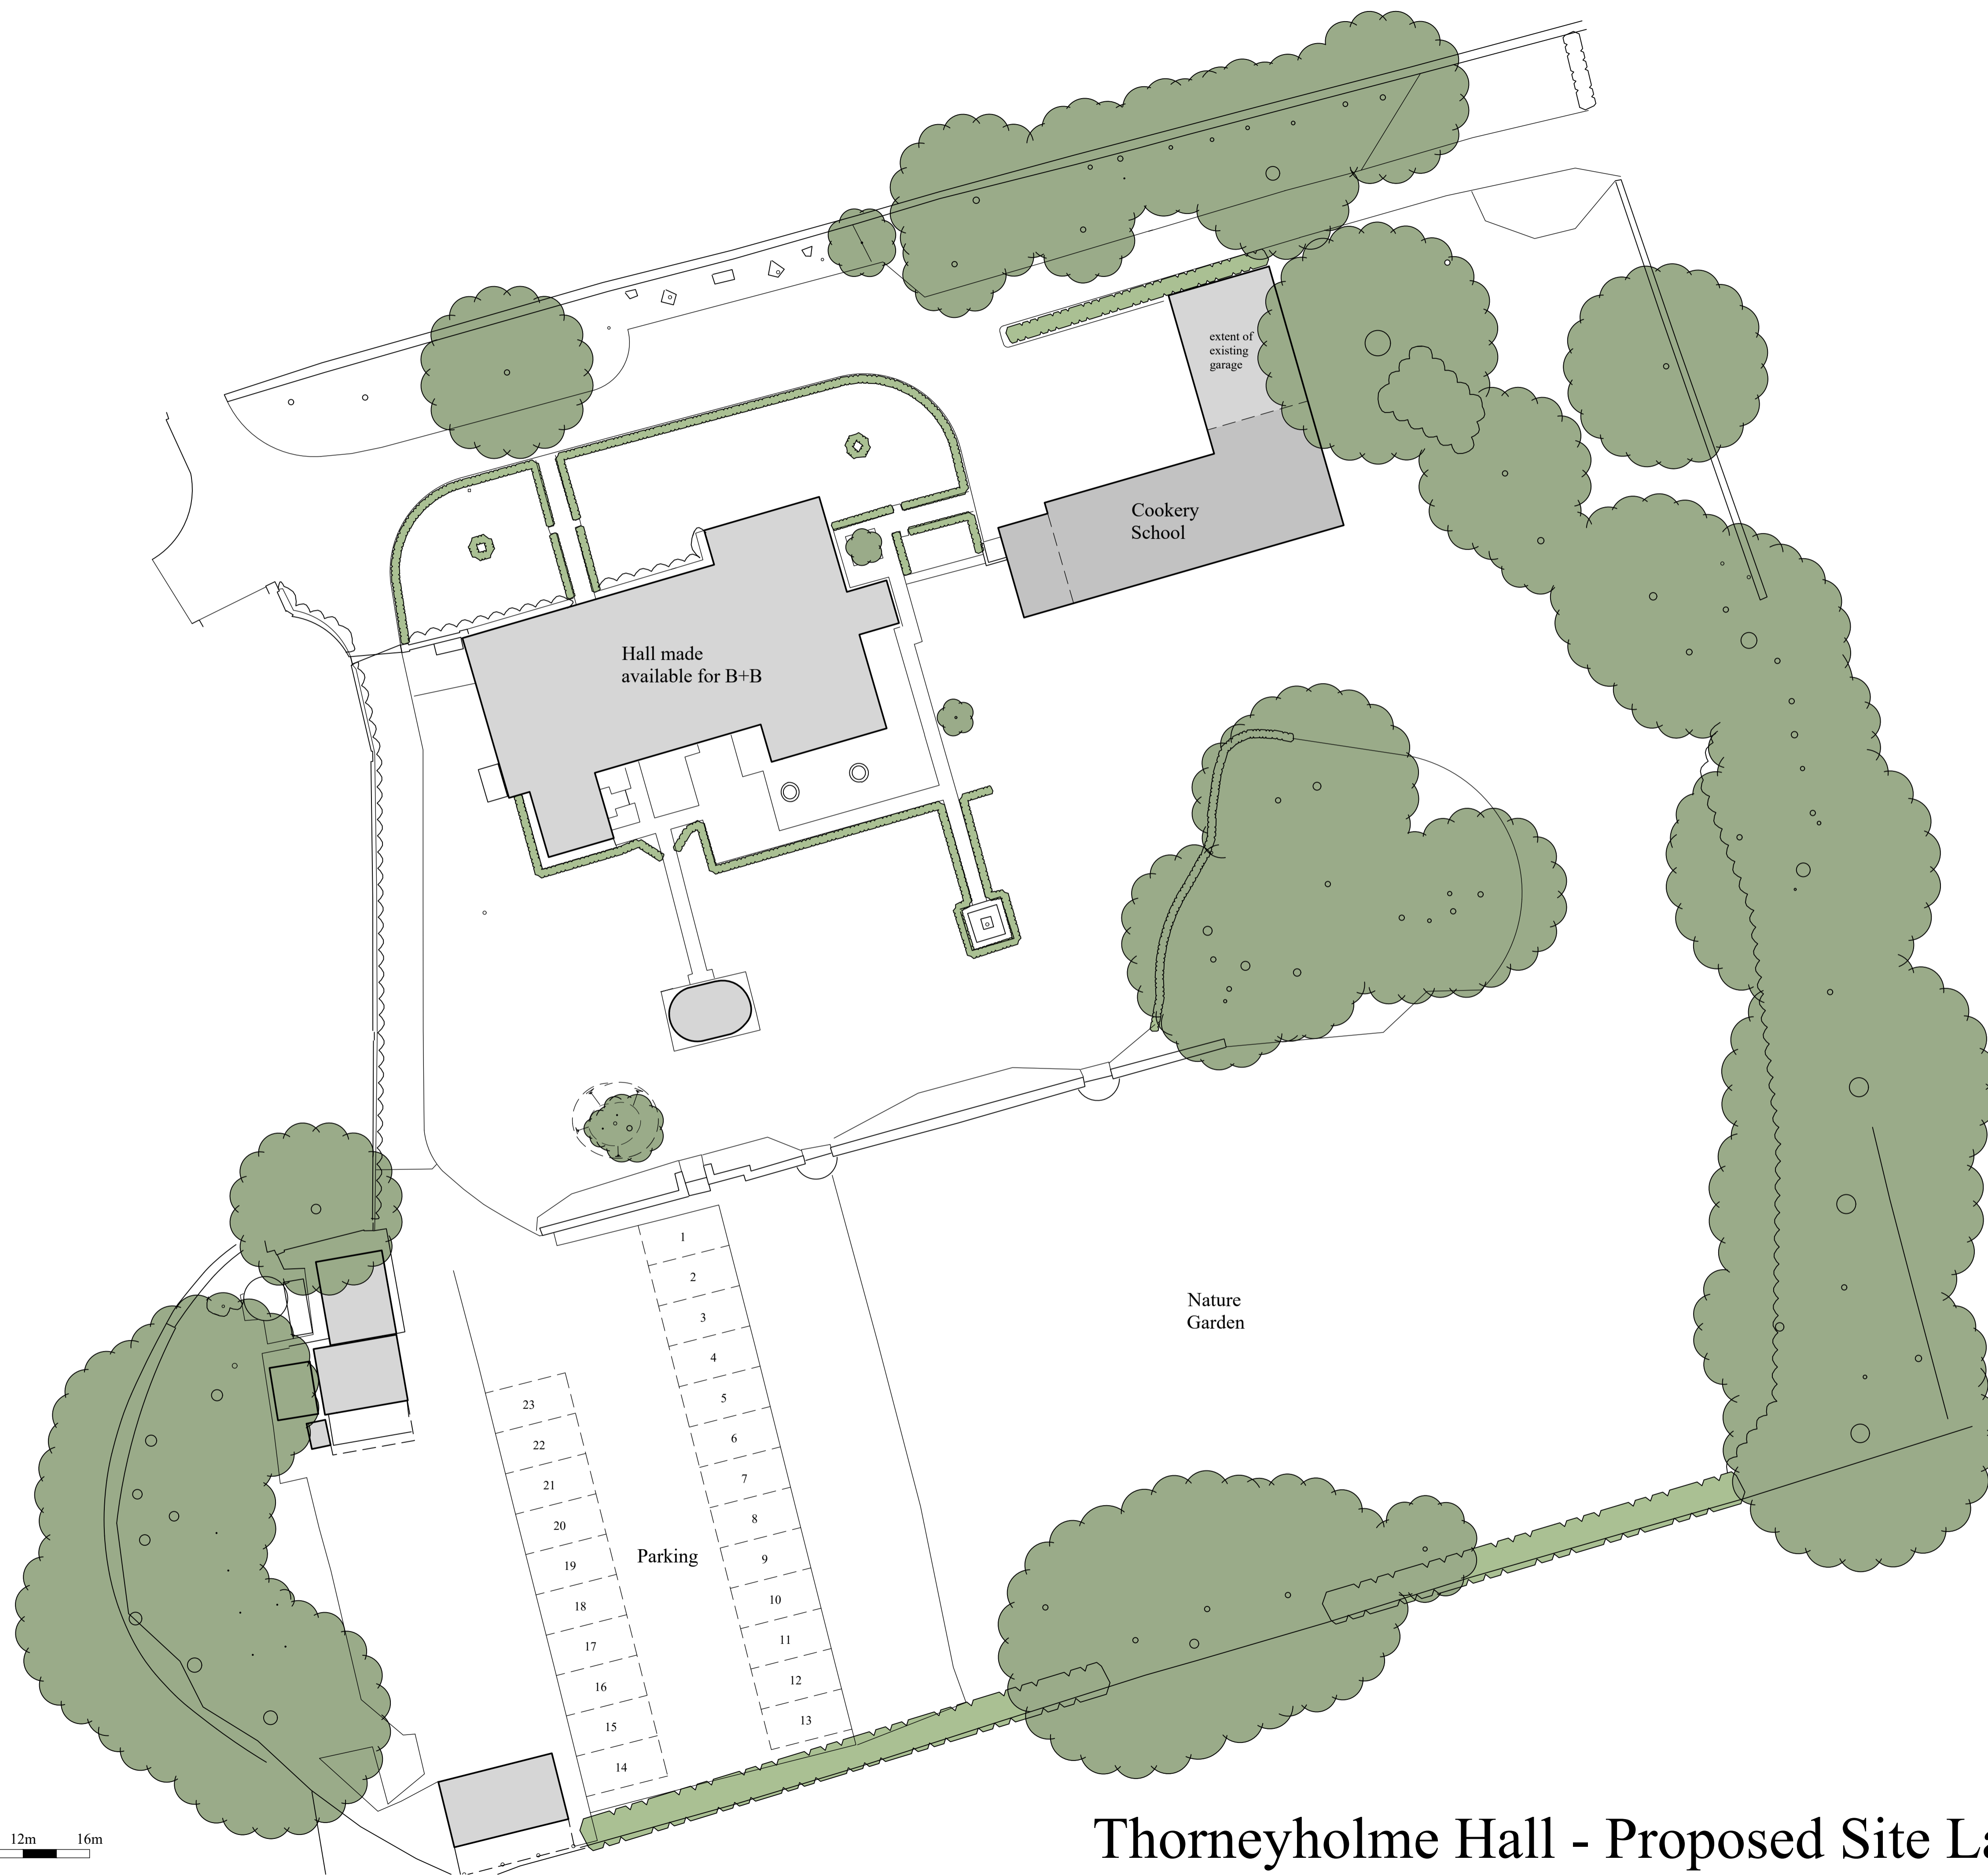 extent of
existing
garage
Cookery
School
Hall made
available for B+B
1
2
3
4
5
6
7
8
9
10
11
12
13
23
22
21
20
19
18
17
16
15
14
Parking
Nature
Garden
12m 16m
Thorneyholme Hall - Proposed Site La